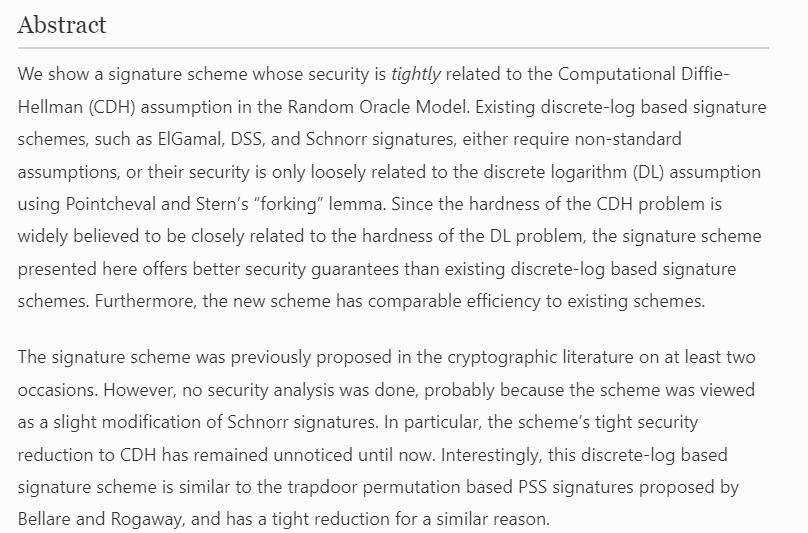 Abstract
We show a signature scheme whose security is tightly related to the Computational Diffie-
Hellman (CDH) assumption in the Random Oracle Model. Existing discrete-log based signature
schemes, such as ElGamal, DSS, and Schnorr signatures, either require non-standard
assumptions, or their security is only loosely related to the discrete logarithm (DL) assumption
using Pointcheval and Stern’s “forking” lemma. Since the hardness of the CDH problem is
widely believed to be closely related to the hardness of the DL problem, the signature scheme
presented here offers better security guarantees than existing discrete-log based signature
schemes. Furthermore, the new scheme has comparable efficiency to existing schemes.
The signature scheme was previously proposed in the cryptographic literature on at least two
occasions. However, no security analysis was done, probably because the scheme was viewed
as a slight modification of Schnorr signatures. In particular, the scheme’s tight security
reduction to CDH has remained unnoticed until now. Interestingly, this discrete-log based
signature scheme is similar to the trapdoor permutation based PSS signatures proposed by
Bellare and Rogaway, and has a tight reduction for a similar reason.